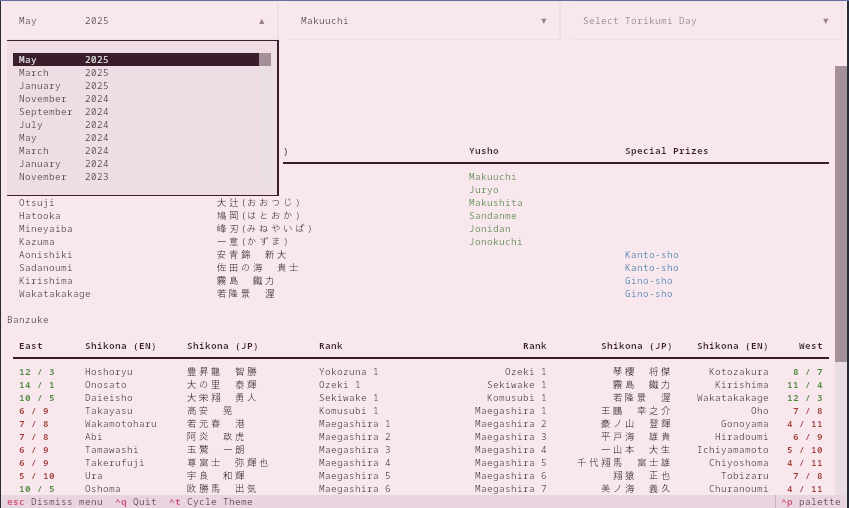 May 2025 ▲ Makuuchi ▼ Select Torikumi Day ▼
May 2025
March 2025
January 2025
November 2024
September 2024
July 2024
May 2024
March 2024
January 2024
November 2023
) Yusho Special Prizes
Makuuchi
Juryo
Otsuji 大辻(おおつじ) Makushita
Hatooka 鳩岡(はとおか) Sandanme
Mineyaiba 峰刃(みねやいば) Jonidan
Kazuma 一意(かずま) Jonokuchi
Aonishiki 安青錦 新大 Kanto-sho
Sadanoumi 佐田の海 貴士 Kanto-sho
Kirishima 霧島 鐵力 Gino-sho
Wakatakakage 若隆景 渥 Gino-sho
Banzuke
East Shikona (EN) Shikona (JP) Rank Rank Shikona (JP) Shikona (EN) West
12 / 3 Hoshoryu 豊昇龍 智勝 Yokozuna 1 Ozeki 1 琴櫻 将傑 Kotozakura 8 / 7
14 / 1 Onosato 大の里 泰輝 Ozeki 1 Sekiwake 1 霧島 鐵力 Kirishima 11 / 4
10 / 5 Daieisho 大栄翔 勇人 Sekiwake 1 Komusubi 1 若隆景 渥 Wakatakakage 12 / 3
6 / 9 Takayasu 高安 晃 Komusubi 1 Maegashira 1 王鵬 幸之介 Oho 7 / 8
7 / 8 Wakamotoharu 若元春 港 Maegashira 1 Maegashira 2 豪ノ山 登輝 Gonoyama 4 / 11
7 / 8 Abi 阿炎 政虎 Maegashira 2 Maegashira 3 平戸海 雄貴 Hiradoumi 6 / 9
6 / 9 Tamawashi 玉鷲 一朗 Maegashira 3 Maegashira 4 一山本 大生 Ichiyamamoto 5 / 10
6 / 9 Takerufuji 尊富士 弥輝也 Maegashira 4 Maegashira 5 千代翔馬 富士雄 Chiyoshoma 4 / 11
5 / 10 Ura 宇良 和輝 Maegashira 5 Maegashira 6 翔猿 正也 Tobizaru 7 / 8
10 / 5 Oshoma 欧勝馬 出気 Maegashira 6 Maegashira 7 美ノ海 義久 Churanoumi 4 / 11
esc Dismiss menu ^q Quit ^t Cycle Theme ^p palette